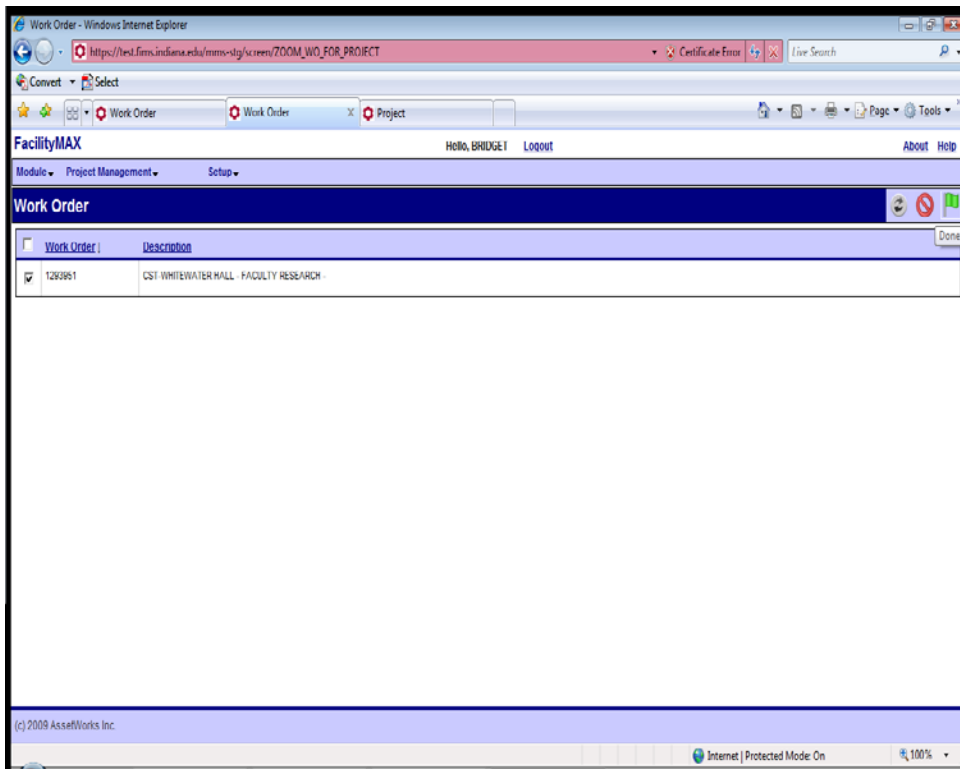 Work Order - Windows Internet Explorer
https://test.fims.indiana.edu/mms-stg/screen/ZOOM_WO_FOR_PROJECT
Certificate Error
Live Search
Convert Select
Work Order
Work Order
X
Project
Page Tools
FacilityMAX
Hello, BRIDGET Logout
About Help
Module Project Management Setup
Work Order
Done
Work Order Description
1293951 CST-WHITEWATER HALL - FACULTY RESEARCH -
(c) 2009 AssetWorks Inc.
Internet | Protected Mode: On
100%